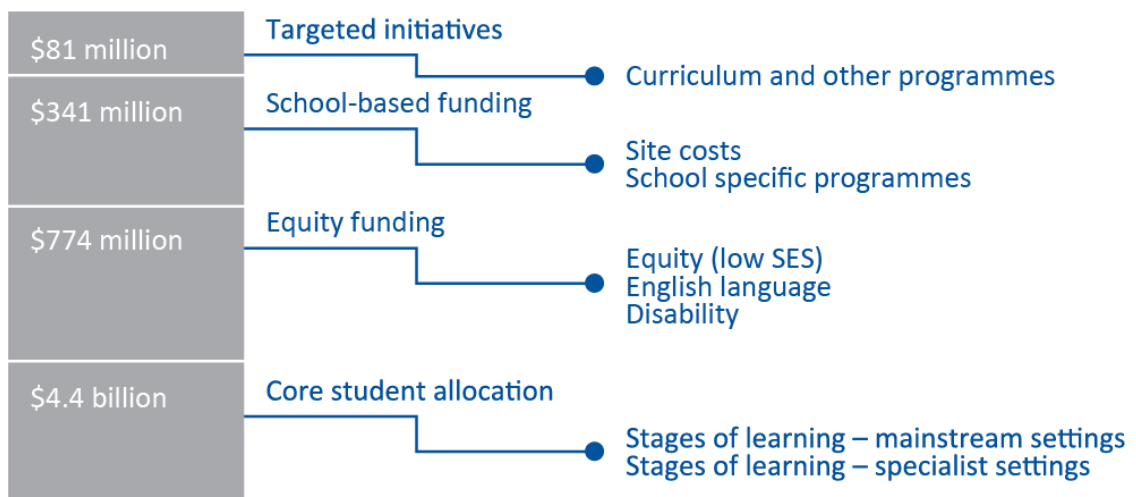 $81 million
Targeted initiatives
Curriculum and other programmes
$341 million
School-based funding
Site costs
School specific programmes
$774 million
Equity funding
Equity (low SES)
English language
Disability
$4.4 billion
Core student allocation
Stages of learning – mainstream settings
Stages of learning – specialist settings